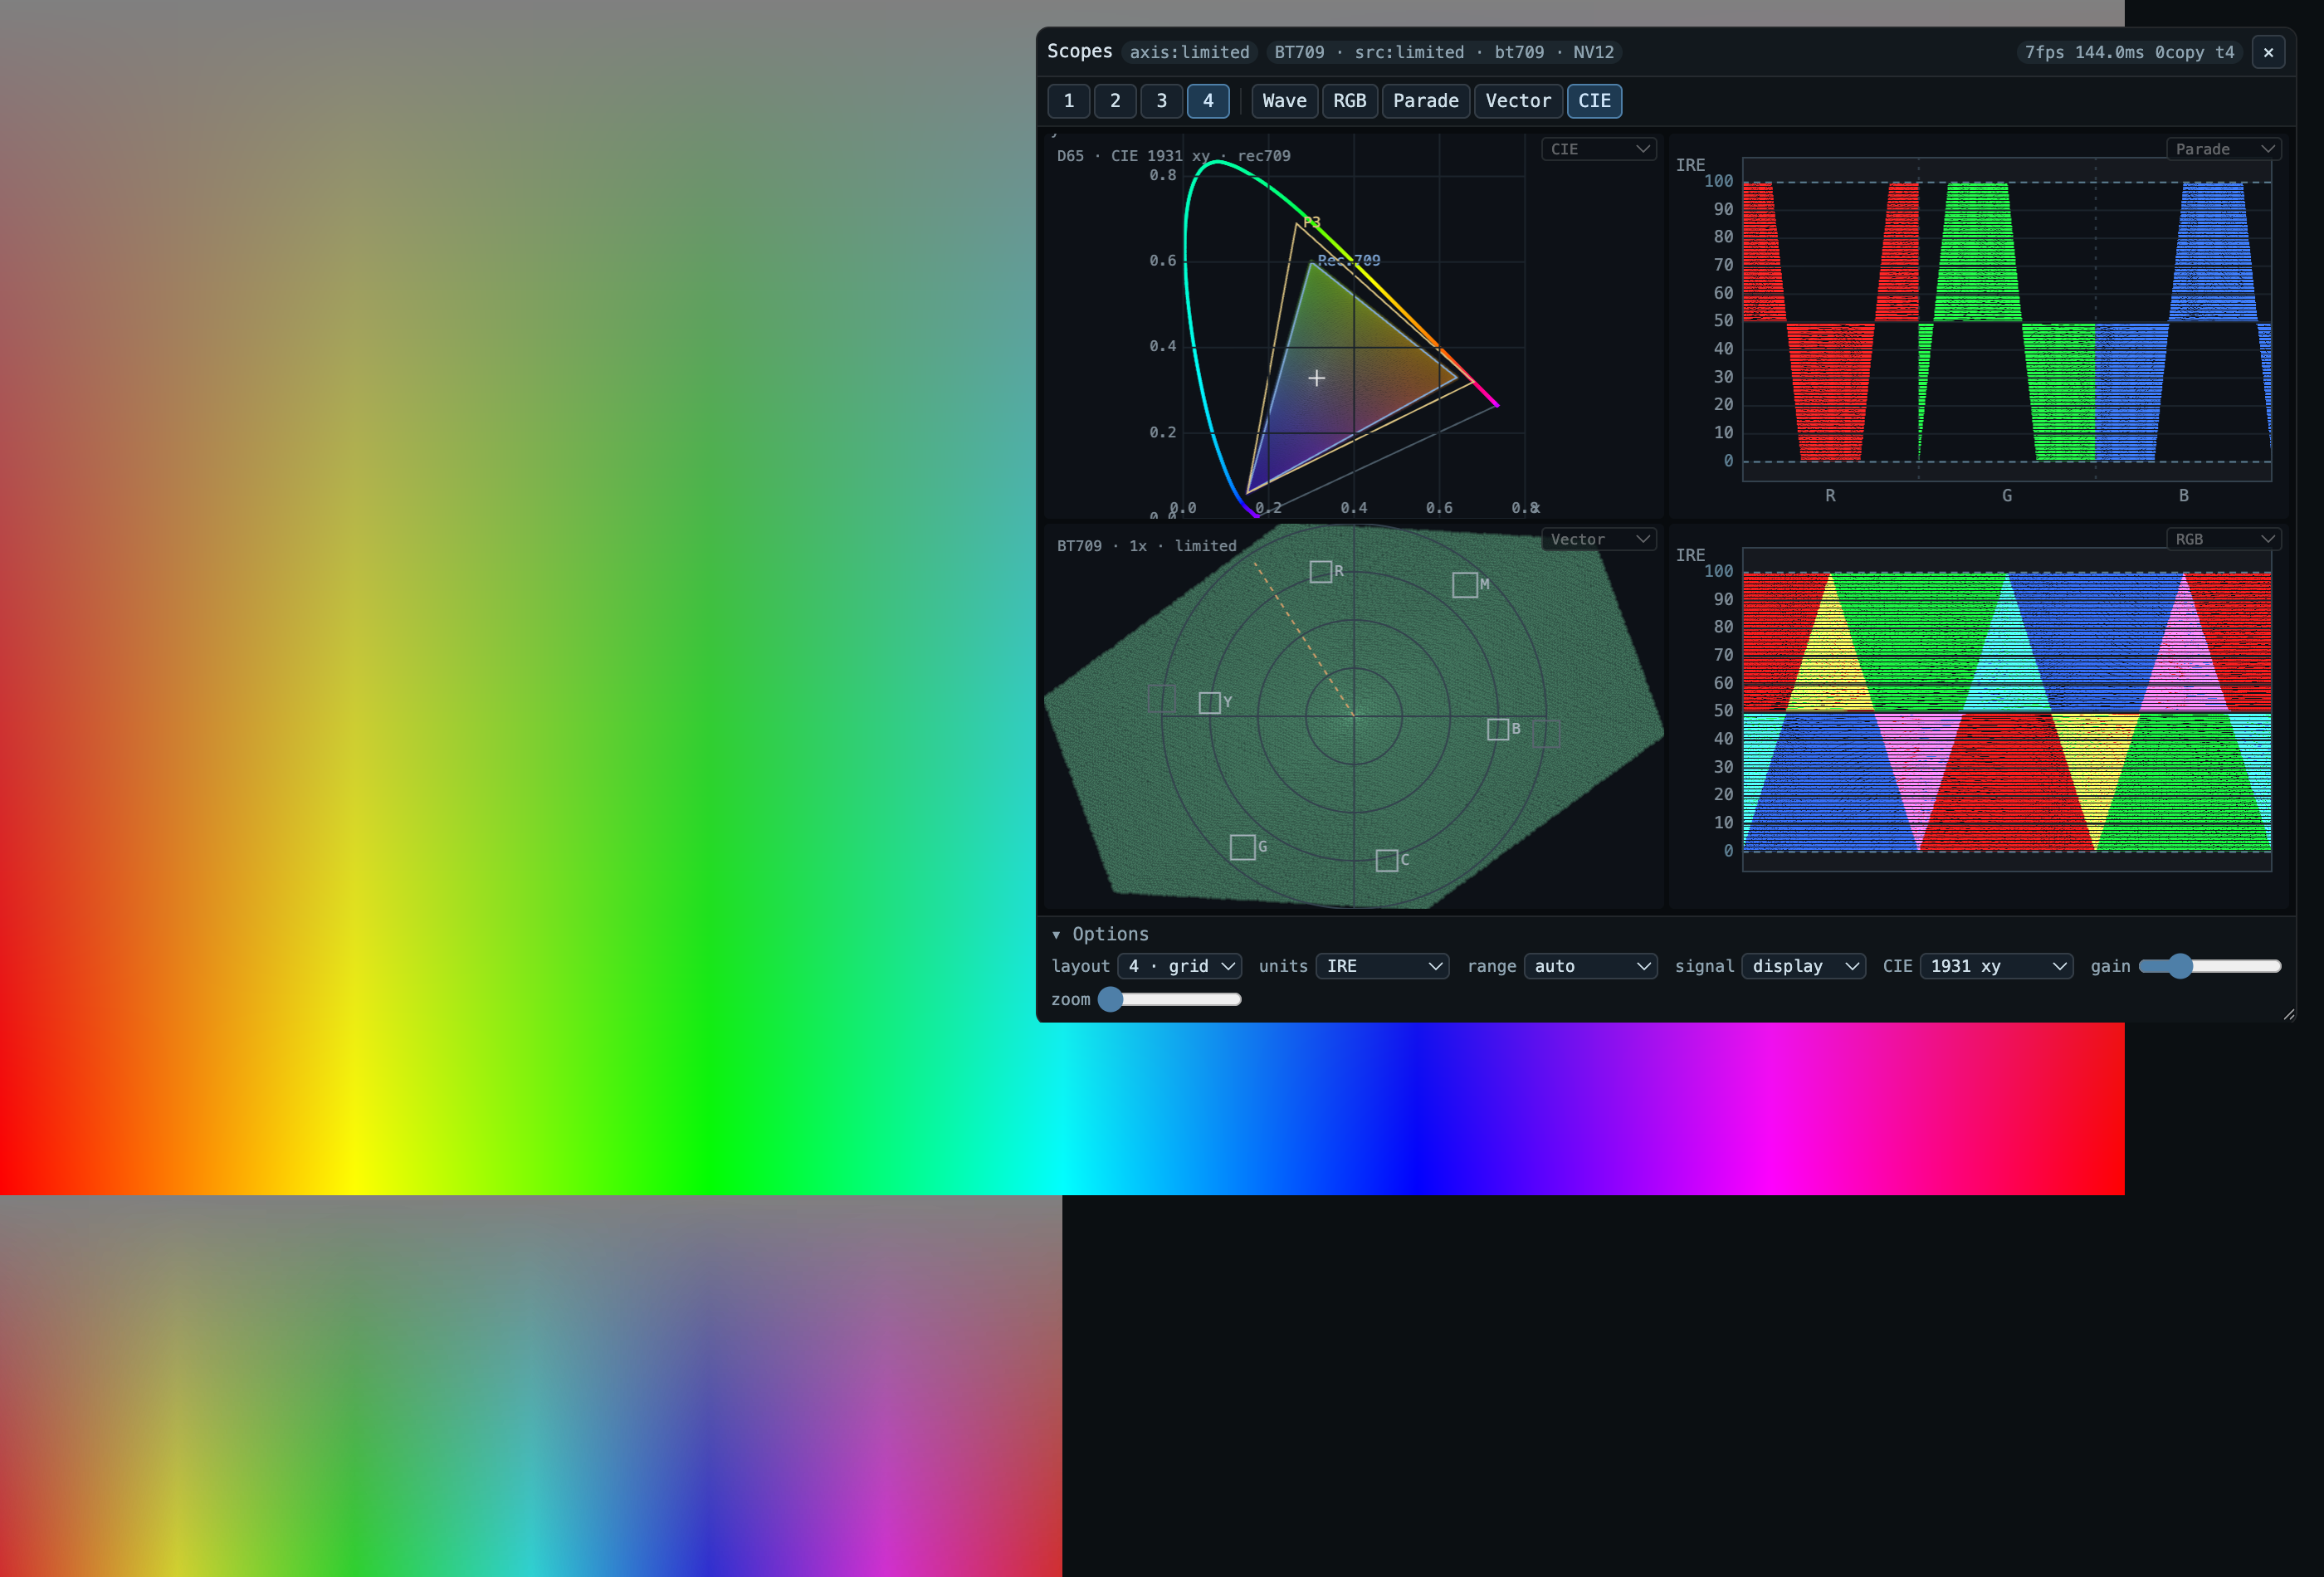 Scopes axis:limited BT709 · src:limited · bt709 · NV12 7fps 144.0ms 0copy t4 ×
1 2 3 4 Wave RGB Parade Vector CIE
D65 · CIE 1931 xy · rec709
CIE
0.8
P3
0.6
Rec.709
0.4
0.2
0.0 0.2 0.4 0.6 0.8 x
0.0
Parade
IRE
100
90
80
70
60
50
40
30
20
10
0
R G B
BT709 · 1x · limited
Vector
R
M
Y
B
G
C
RGB
IRE
100
90
80
70
60
50
40
30
20
10
0
▼ Options
layout 4 · grid units IRE range auto signal display CIE 1931 xy gain
zoom